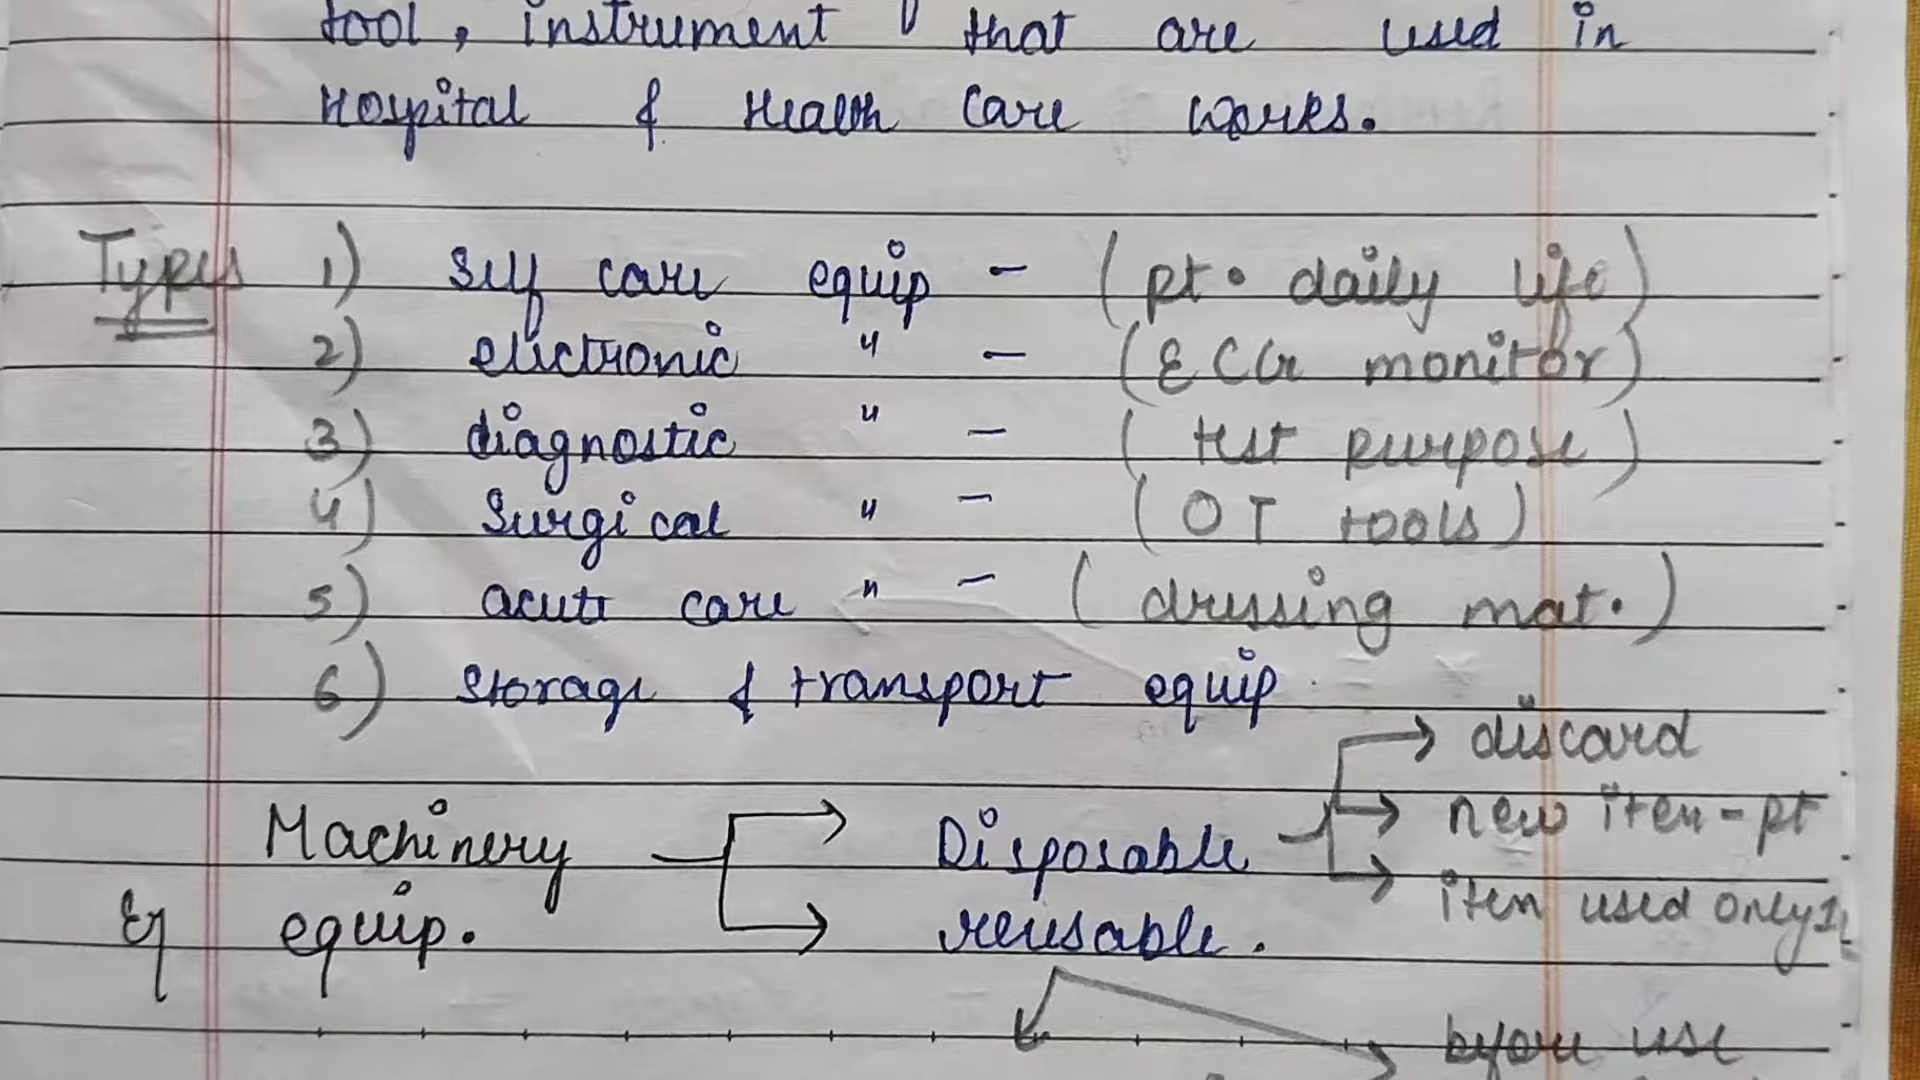 tool, instrument that are used in
Hospital & Health Care works.
Types 1) Self care equip - (pt. daily life)
2) electronic " - (ECG monitor)
3) diagnostic " - (test purpose)
4) Surgical " - (OT tools)
5) acute care " - (dressing mat.)
6) storage & transport equip
→ discard
Machinery → Disposable → new item - pt
→ item used only 1
Eq equip. → reusable.
before use